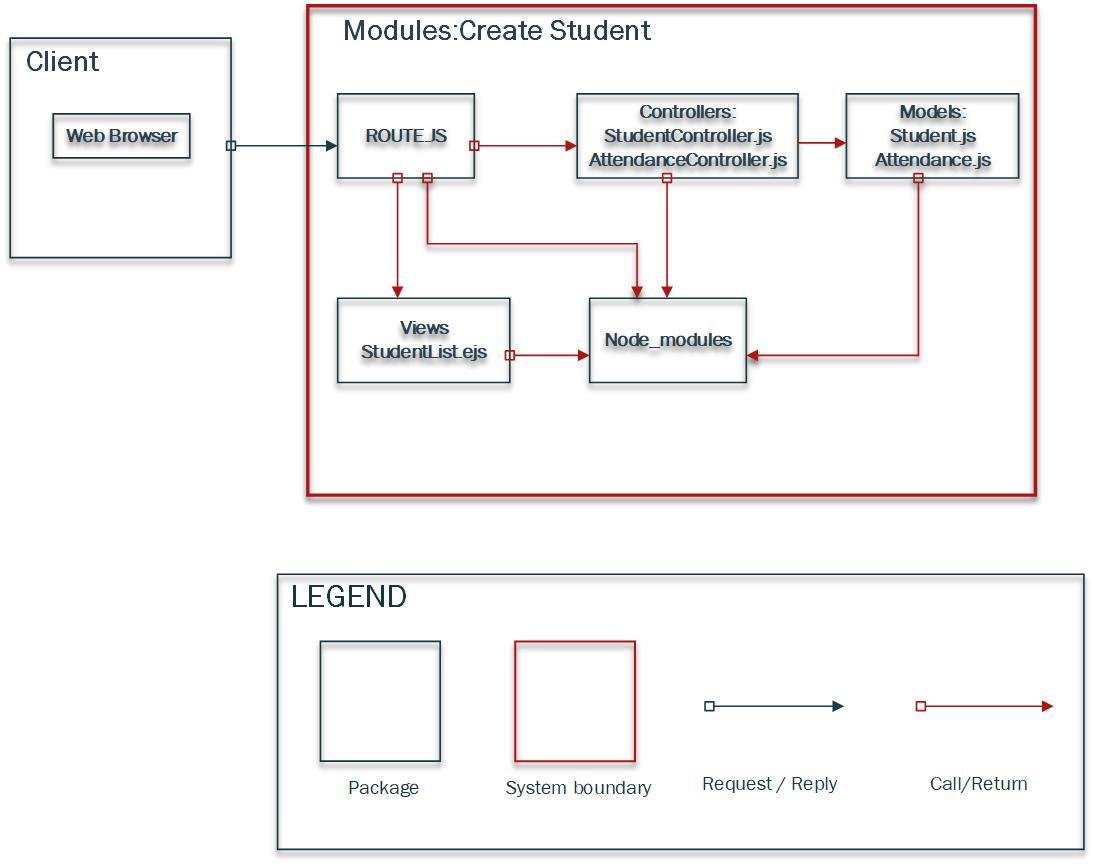 Modules:Create Student
Client
Web Browser
ROUTE.JS
Controllers:
StudentController.js
AttendanceController.js
Models:
Student.js
Attendance.js
Views
StudentList.ejs
Node_modules
LEGEND
Package
System boundary
Request / Reply
Call/Return